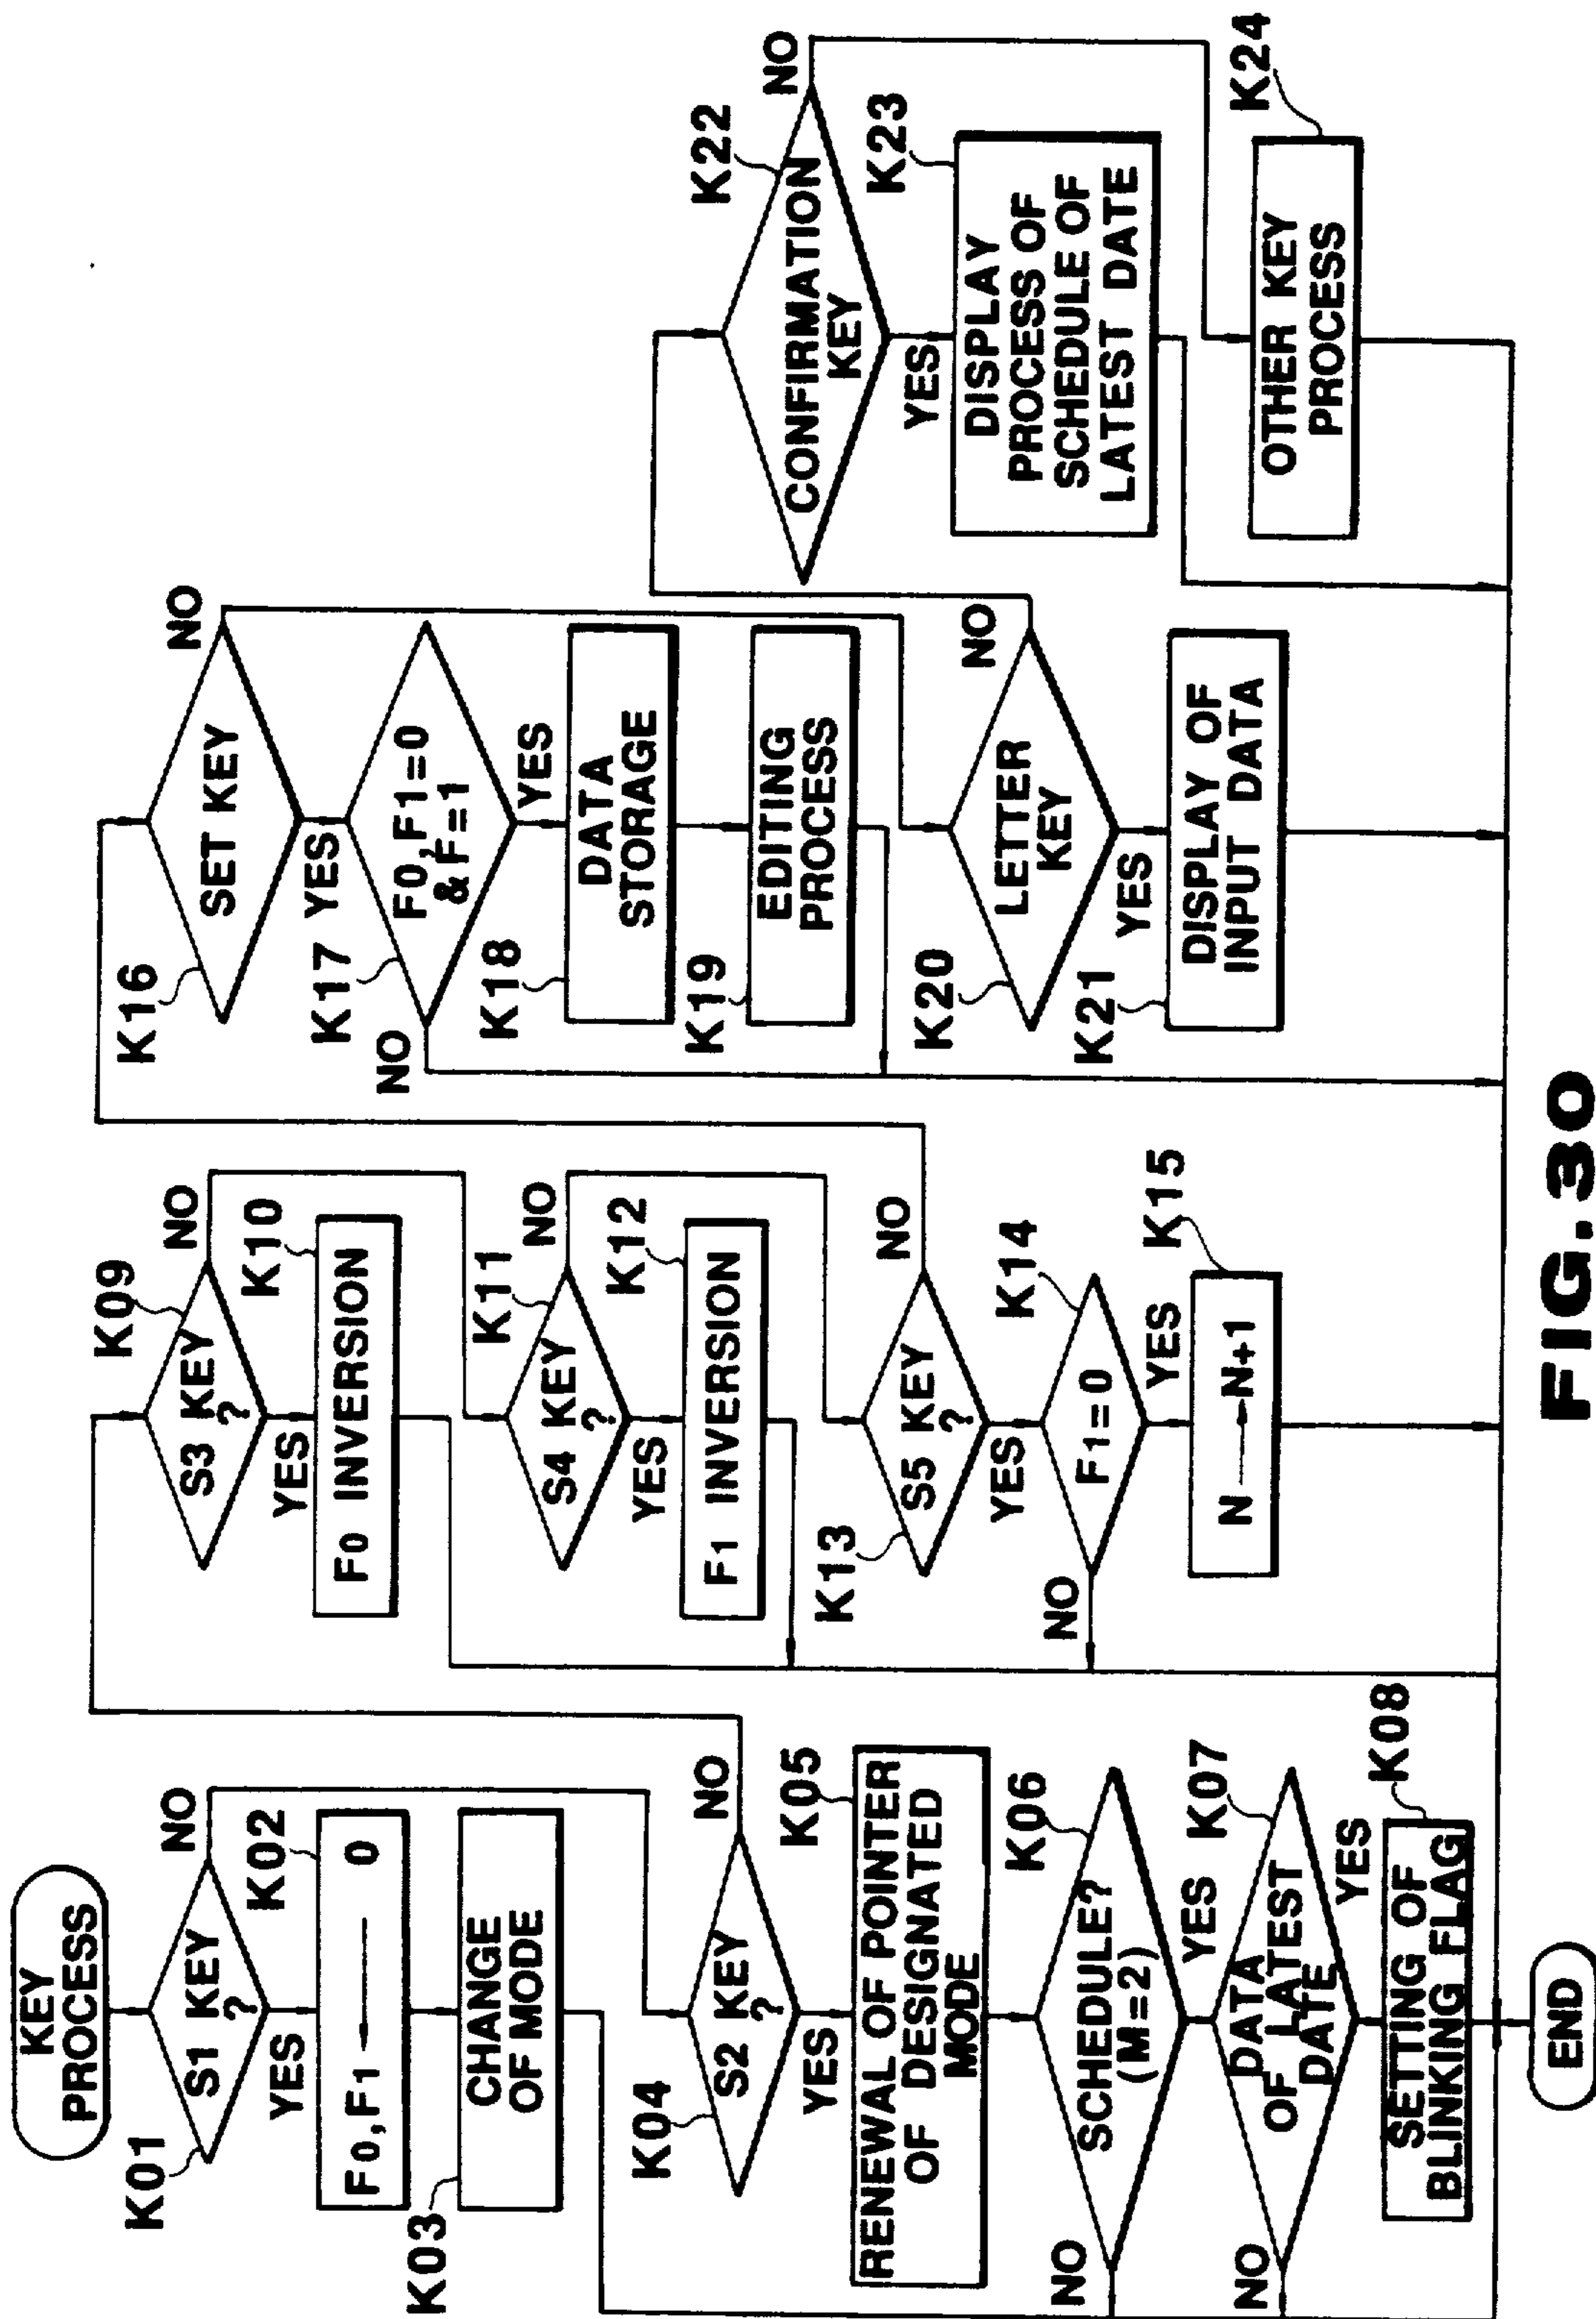 KEY
PROCESS
K01
S1 KEY
?
NO
YES
K02
F0,F1 ← 0
K03
CHANGE
OF MODE
K04
S2 KEY
?
NO
YES
K05
RENEWAL OF POINTER
OF DESIGNATED
MODE
K06
SCHEDULE?
(M=2)
NO
YES
K07
DATA
OF LATEST
DATE
NO
YES
K08
SETTING OF
BLINKING FLAG
END
K09
S3 KEY
?
NO
YES
K10
F0 INVERSION
K11
S4 KEY
?
NO
YES
K12
F1 INVERSION
K13
S5 KEY
?
NO
YES
K14
F1=0
NO
YES
K15
N → N+1
K16
SET KEY
NO
YES
K17
F0,F1=0
& F=1
NO
YES
K18
DATA
STORAGE
K19
EDITING
PROCESS
K20
LETTER
KEY
NO
YES
K21
DISPLAY OF
INPUT DATA
K22
CONFIRMATION
KEY
NO
YES
K23
DISPLAY
PROCESS OF
SCHEDULE OF
LATEST DATE
K24
OTHER KEY
PROCESS
FIG.30